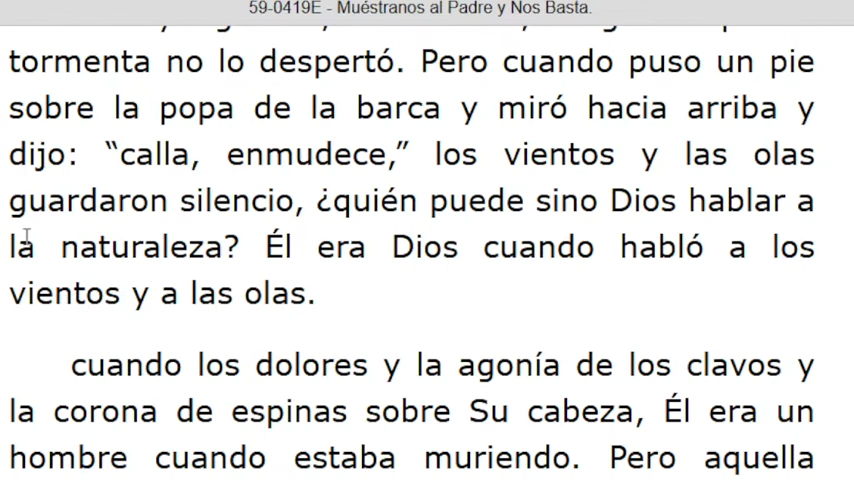 59-0419E - Muéstranos al Padre y Nos Basta.
tormenta no lo despertó. Pero cuando puso un pie
sobre la popa de la barca y miró hacia arriba y
dijo: “calla, enmudece,” los vientos y las olas
guardaron silencio, ¿quién puede sino Dios hablar a
la naturaleza? Él era Dios cuando habló a los
vientos y a las olas.
cuando los dolores y la agonía de los clavos y
la corona de espinas sobre Su cabeza, Él era un
hombre cuando estaba muriendo. Pero aquella